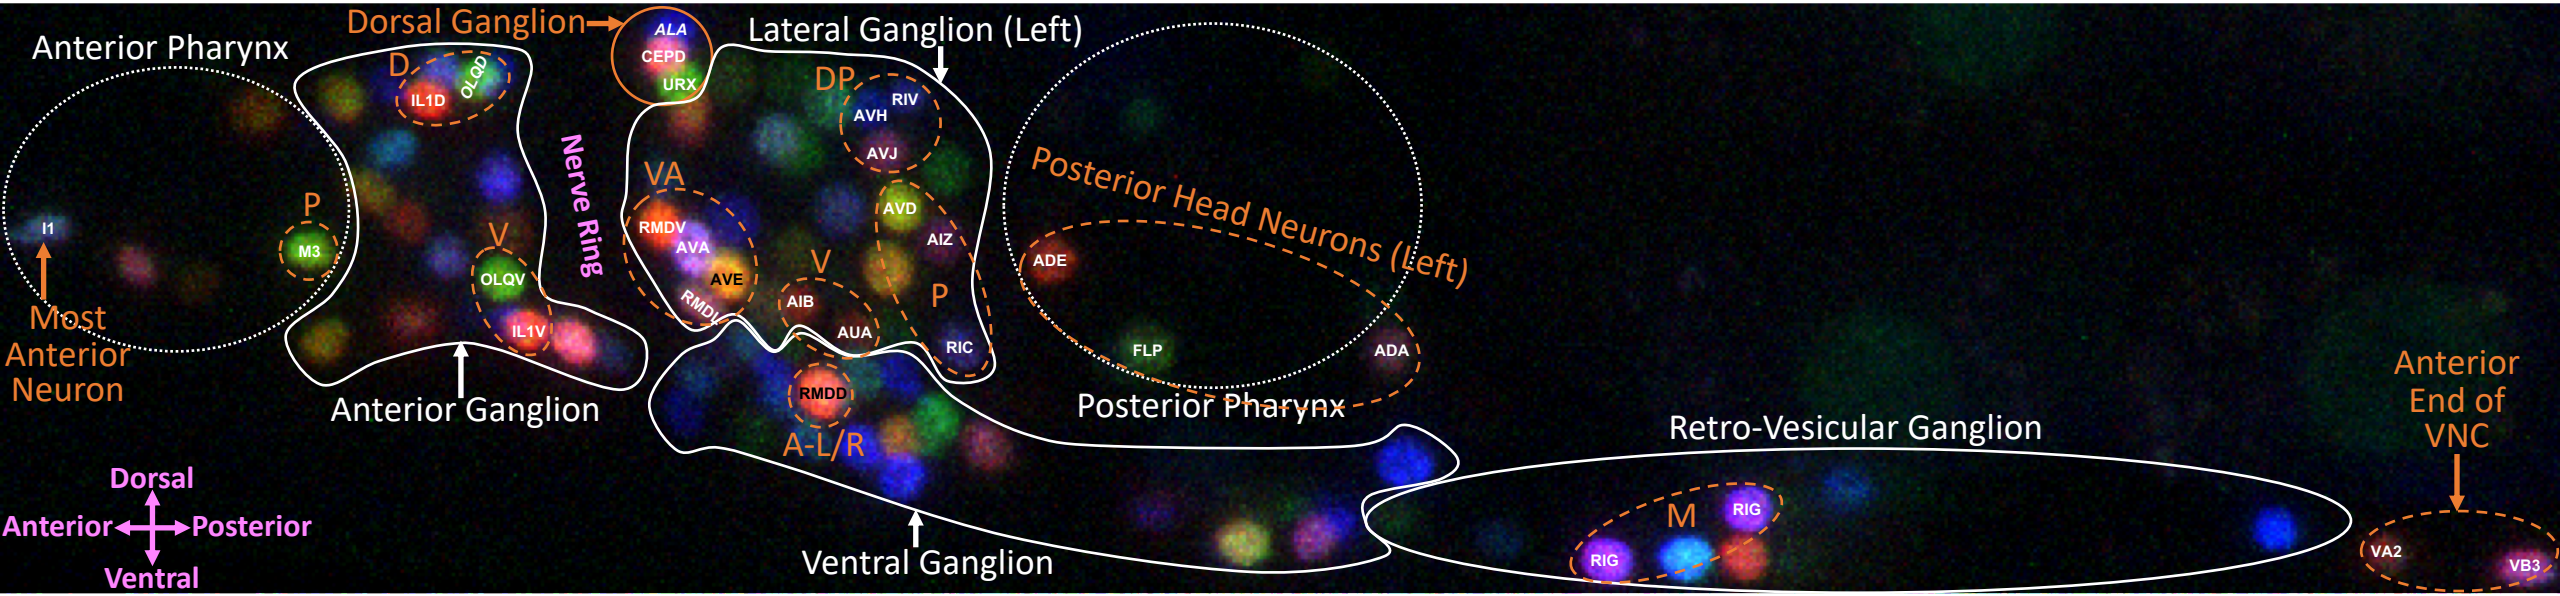 Dorsal Ganglion
ALA
CEPD
URX
Lateral Ganglion (Left)
Anterior Pharynx
D
OLQD
IL1D
DP
RIV
AVH
AVJ
Nerve Ring
VA
RMDV
AVA
AVE
RMDL
AVD
AIZ
P
RIC
V
AIB
AUA
Posterior Head Neurons (Left)
ADE
FLP
ADA
Posterior Pharynx
P
M3
I1
Most
Anterior
Neuron
V
OLQV
IL1V
Anterior Ganglion
RMDD
A-L/R
Ventral Ganglion
Retro-Vesicular Ganglion
M
RIG
RIG
Anterior
End of
VNC
VA2
VB3
Dorsal
Anterior
Posterior
Ventral